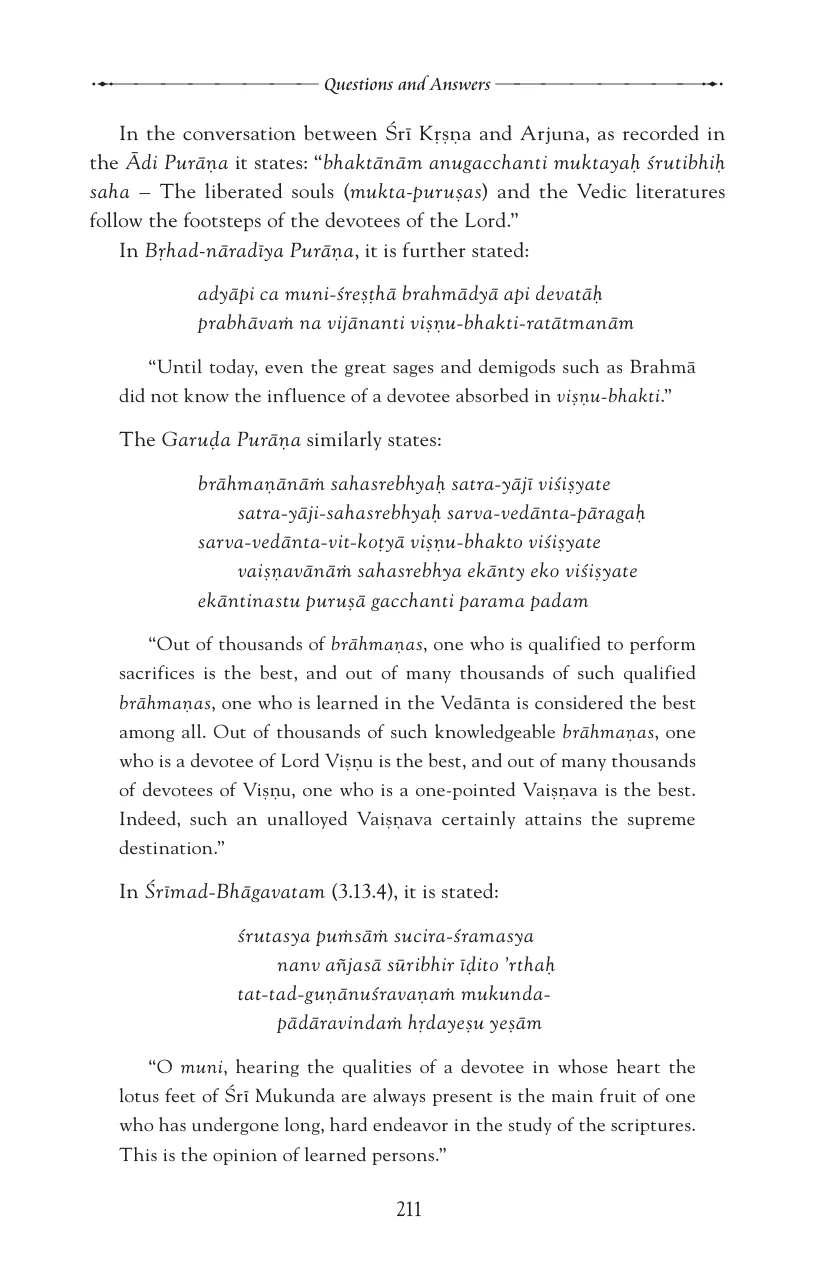 Questions and Answers
In the conversation between Śrī Kṛṣṇa and Arjuna, as recorded in
the Ādi Purāṇa it states: “bhaktānām anugacchanti muktayaḥ śrutibhiḥ
saha – The liberated souls (mukta-puruṣas) and the Vedic literatures
follow the footsteps of the devotees of the Lord.”
In Bṛhad-nāradīya Purāṇa, it is further stated:
adyāpi ca muni-śreṣṭhā brahmādyā api devatāḥ
prabhāvaṁ na vijānanti viṣṇu-bhakti-ratātmanām
“Until today, even the great sages and demigods such as Brahmā
did not know the influence of a devotee absorbed in viṣṇu-bhakti.”
The Garuḍa Purāṇa similarly states:
brāhmaṇānāṁ sahasrebhyaḥ satra-yājī viśiṣyate
satra-yāji-sahasrebhyaḥ sarva-vedānta-pāragaḥ
sarva-vedānta-vit-koṭyā viṣṇu-bhakto viśiṣyate
vaiṣṇavānāṁ sahasrebhya ekānty eko viśiṣyate
ekāntinastu puruṣā gacchanti parama padam
“Out of thousands of brāhmaṇas, one who is qualified to perform
sacrifices is the best, and out of many thousands of such qualified
brāhmaṇas, one who is learned in the Vedānta is considered the best
among all. Out of thousands of such knowledgeable brāhmaṇas, one
who is a devotee of Lord Viṣṇu is the best, and out of many thousands
of devotees of Viṣṇu, one who is a one-pointed Vaiṣṇava is the best.
Indeed, such an unalloyed Vaiṣṇava certainly attains the supreme
destination.”
In Śrīmad-Bhāgavatam (3.13.4), it is stated:
śrutasya puṁsāṁ sucira-śramasya
nanv añjasā sūribhir īḍito ’rthaḥ
tat-tad-guṇānuśravaṇaṁ mukunda-
pādāravindaṁ hṛdayeṣu yeṣām
“O muni, hearing the qualities of a devotee in whose heart the
lotus feet of Śrī Mukunda are always present is the main fruit of one
who has undergone long, hard endeavor in the study of the scriptures.
This is the opinion of learned persons.”
211